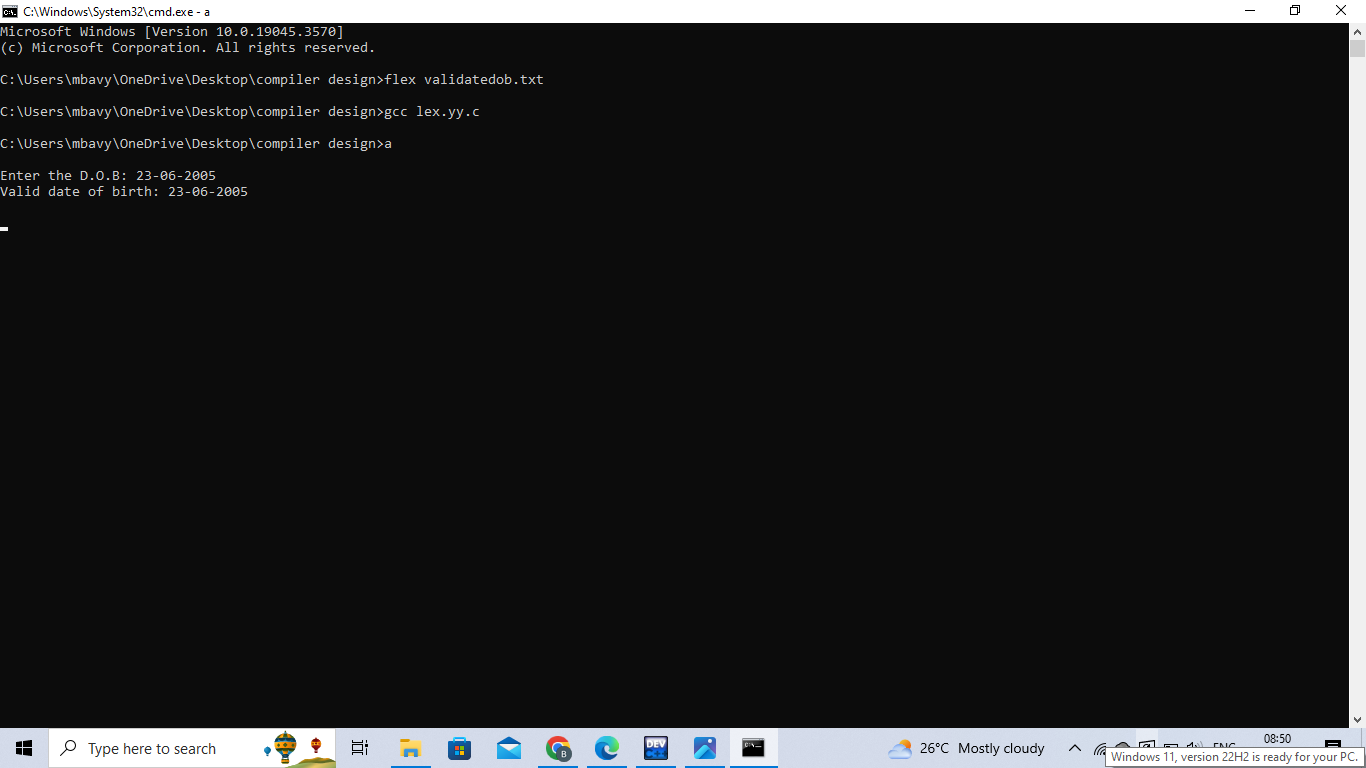 C:\Windows\System32\cmd.exe - a
Microsoft Windows [Version 10.0.19045.3570]
(c) Microsoft Corporation. All rights reserved.
C:\Users\mbavy\OneDrive\Desktop\compiler design>flex validatedob.txt
C:\Users\mbavy\OneDrive\Desktop\compiler design>gcc lex.yy.c
C:\Users\mbavy\OneDrive\Desktop\compiler design>a
Enter the D.O.B: 23-06-2005
Valid date of birth: 23-06-2005
Type here to search
DEV
B
26°C Mostly cloudy
08:50
Windows 11, version 22H2 is ready for your PC.